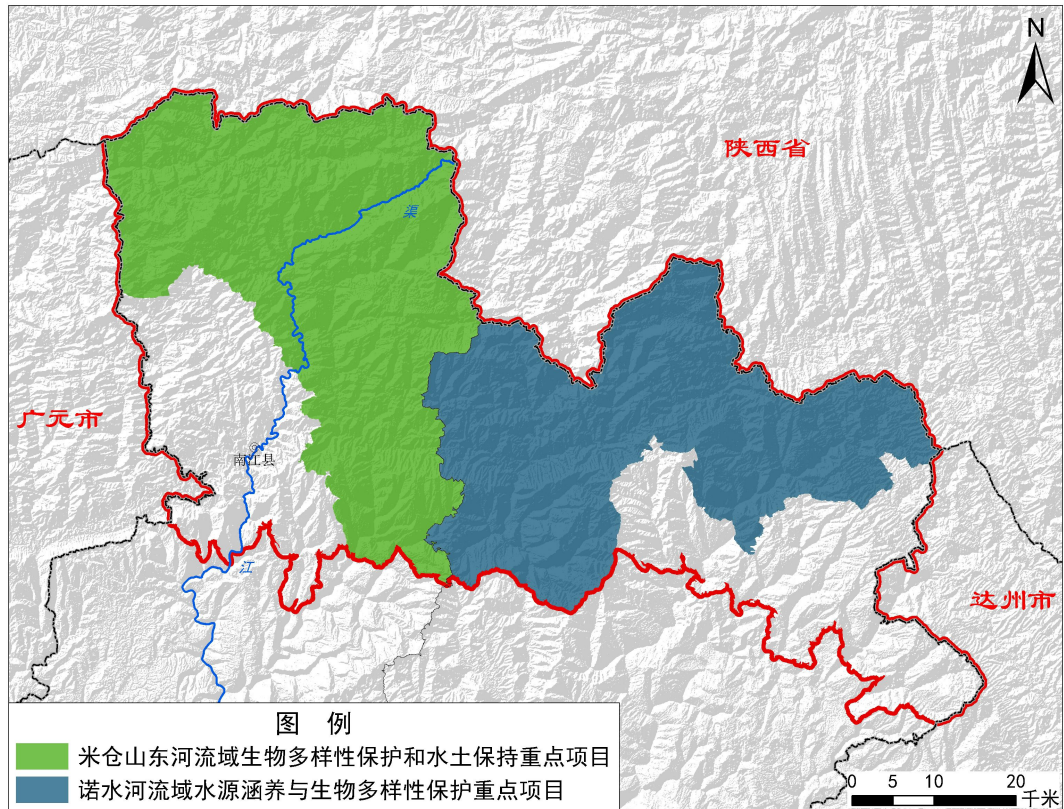 N
陕西省
渠
广元市
南江县
江
达州市
图 例
米仓山东河流域生物多样性保护和水土保持重点项目
诺水河流域水源涵养与生物多样性保护重点项目
0 5 10 20
千米